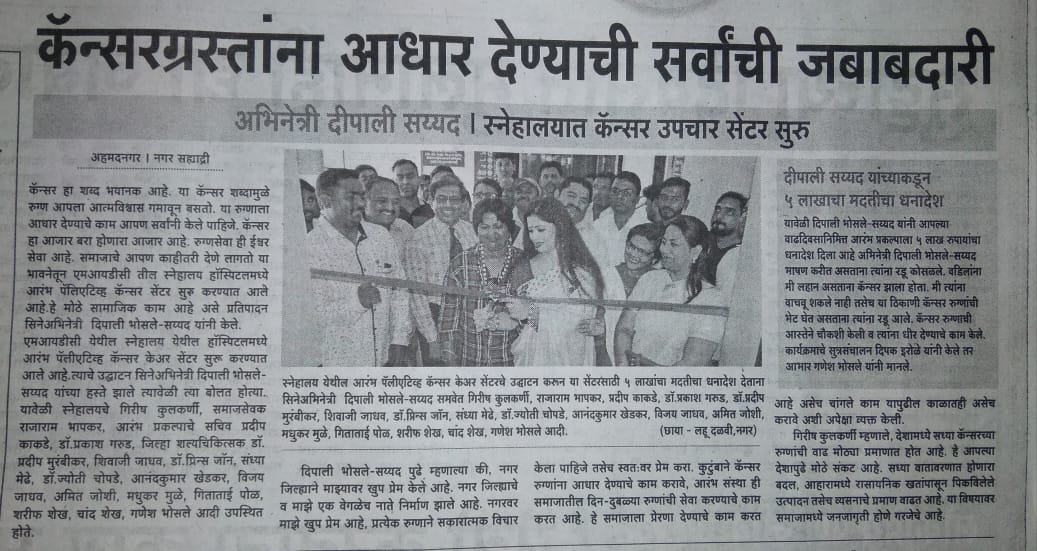 कॅन्सरग्रस्तांना आधार देण्याची सर्वांची जबाबदारी
अभिनेत्री दीपाली सय्यद । स्नेहालयात कॅन्सर उपचार सेंटर सुरु
अहमदनगर । नगर सह्याद्री
कॅन्सर हा शब्द भयानक आहे. या कॅन्सर शब्दामुळे
रुग्ण आपला आत्मविश्वास गमावून बसतो. या रुग्णाला
आधार देण्याचे काम आपण सर्वांनी केले पाहिजे. कॅन्सर
हा आजार बरा होणारा आजार आहे. रुग्णसेवा ही ईश्वर
सेवा आहे. समाजाचे आपण काहीतरी देणे लागतो या
भावनेतून एमआयडीसी तील स्नेहालय हॉस्पिटलमध्ये
आरंभ पॅलिएटिव्ह कॅन्सर सेंटर सुरु करण्यात आले
आहे.हे मोठे सामाजिक काम आहे असे प्रतिपादन
सिनेअभिनेत्री दिपाली भोसले-सय्यद यांनी केले.
एमआयडीसी येथील स्नेहालय येथील हॉस्पिटलमध्ये
आरंभ पॅलीएटिव्ह कॅन्सर केअर सेंटर सुरू करण्यात
आले आहे.त्याचे उद्घाटन सिनेअभिनेत्री दिपाली भोसले-
सय्यद यांच्या हस्ते झाले त्यावेळी त्या बोलत होत्या.
यावेळी स्नेहालयचे गिरीष कुलकर्णी, समाजसेवक
राजाराम भापकर, आरंभ प्रकल्पाचे सचिव प्रदीप
काकडे, डॉ.प्रकाश गरुड, जिल्हा शल्यचिकित्सक डॉ.
प्रदीप मुरंबीकर, शिवाजी जाधव, डॉ.प्रिन्स जॉन, संध्या
मेढे, डॉ.ज्योती चोपडे, आनंदकुमार खेडकर, विजय
जाधव, अमित जोशी, मधुकर मुळे, गिताताई पोळ,
शरीफ शेख, चांद शेख, गणेश भोसले आदी उपस्थित
होते.
स्नेहालय येथील आरंभ पॅलीएटिव्ह कॅन्सर केअर सेंटरचे उद्घाटन करून या सेंटरसाठी ५ लाखांचा मदतीचा धनादेश देताना
सिनेअभिनेत्री दिपाली भोसले-सय्यद समवेत गिरीष कुलकर्णी, राजाराम भापकर, प्रदीप काकडे, डॉ.प्रकाश गरुड, डॉ.प्रदीप
मुरंबीकर, शिवाजी जाधव, डॉ.प्रिन्स जॉन, संध्या मेढे, डॉ.ज्योती चोपडे, आनंदकुमार खेडकर, विजय जाधव, अमित जोशी,
मधुकर मुळे, गिताताई पोळ, शरीफ शेख, चांद शेख, गणेश भोसले आदी. (छाया - लहू दळवी,नगर)
दिपाली भोसले-सय्यद पुढे म्हणाल्या की, नगर
जिल्ह्याने माझ्यावर खुप प्रेम केले आहे. नगर जिल्ह्याचे
व माझे एक वेगळेच नाते निर्माण झाले आहे. नगरवर
माझे खुप प्रेम आहे, प्रत्येक रुग्णाने सकारात्मक विचार
केला पाहिजे तसेच स्वतःवर प्रेम करा. कुटुंबाने कॅन्सर
रुग्णांना आधार देण्याचे काम करावे, आरंभ संस्था ही
समाजातील दिन-दुबळ्या रुग्णांची सेवा करण्याचे काम
करत आहे. हे समाजाला प्रेरणा देण्याचे काम करत
दीपाली सय्यद यांच्याकडून
५ लाखाचा मदतीचा धनादेश
यावेळी दिपाली भोसले-सय्यद यांनी आपल्या
वाढदिवसानिमित्त आरंभ प्रकल्पाला ५ लाख रुपायांचा
धनादेश दिला आहे अभिनेत्री दिपाली भोसले-सय्यद
भाषण करीत असताना त्यांना रडू कोसळले. वडिलांना
मी लहान असताना कॅन्सर झाला होता. मी त्यांना
वाचवू शकले नाही तसेच या ठिकाणी कॅन्सर रुग्णांची
भेट घेत असताना त्यांना रडू आले. कॅन्सर रुग्णाची
आस्तेने चौकशी केली व त्यांना धीर देण्याचे काम केले.
कार्यक्रमाचे सुत्रसंचालन दिपक इरोळे यांनी केले तर
आभार गणेश भोसले यांनी मानले.
आहे असेच चांगले काम यापुढील काळातही असेच
करावे अशी अपेक्षा व्यक्त केली.
गिरीष कुलकर्णी म्हणाले, देशामध्ये सध्या कॅन्सरच्या
रुग्णांची वाढ मोठ्या प्रमाणात होत आहे. हे आपल्या
देशापुढे मोठे संकट आहे. सध्या वातावरणात होणारा
बदल, आहारामध्ये रासायनिक खतांपासून पिकविलेले
उत्पादन तसेच व्यसनाचे प्रमाण वाढत आहे. या विषयावर
समाजामध्ये जनजागृती होणे गरजेचे आहे.